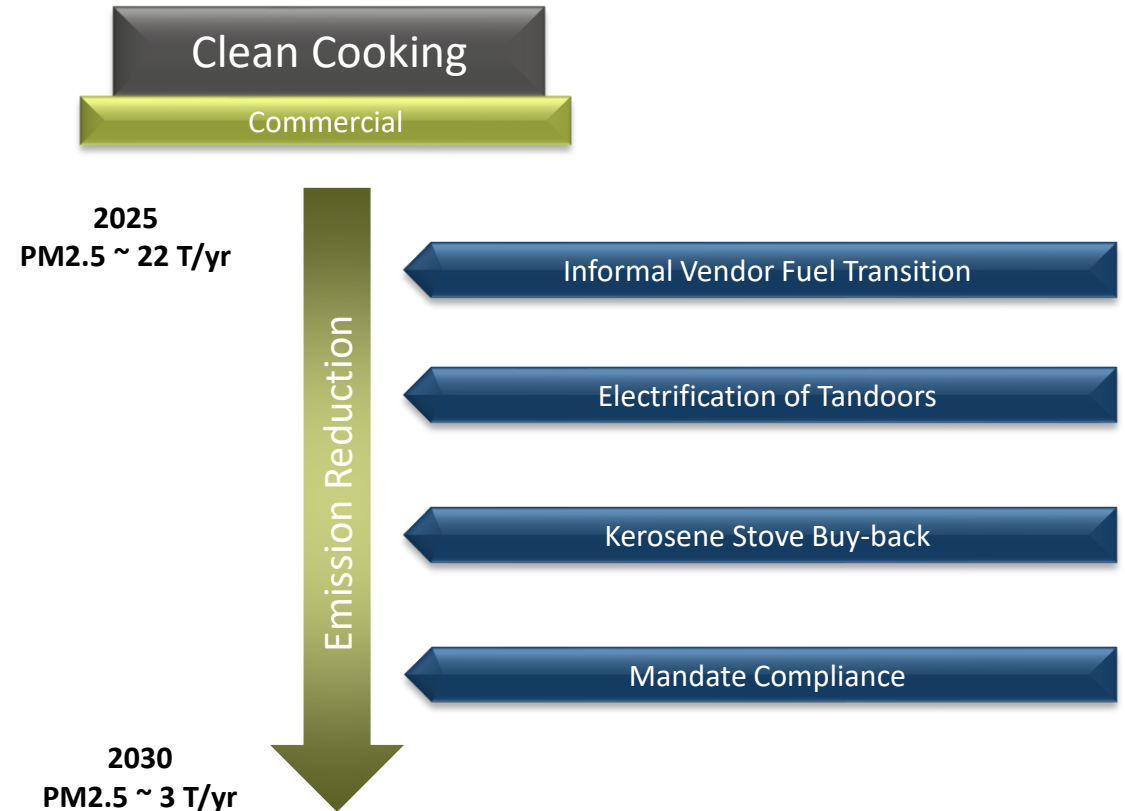 Clean Cooking
Commercial
2025
PM2.5 ~ 22 T/yr
Informal Vendor Fuel Transition
Electrification of Tandoors
Emission Reduction
Kerosene Stove Buy-back
Mandate Compliance
2030
PM2.5 ~ 3 T/yr